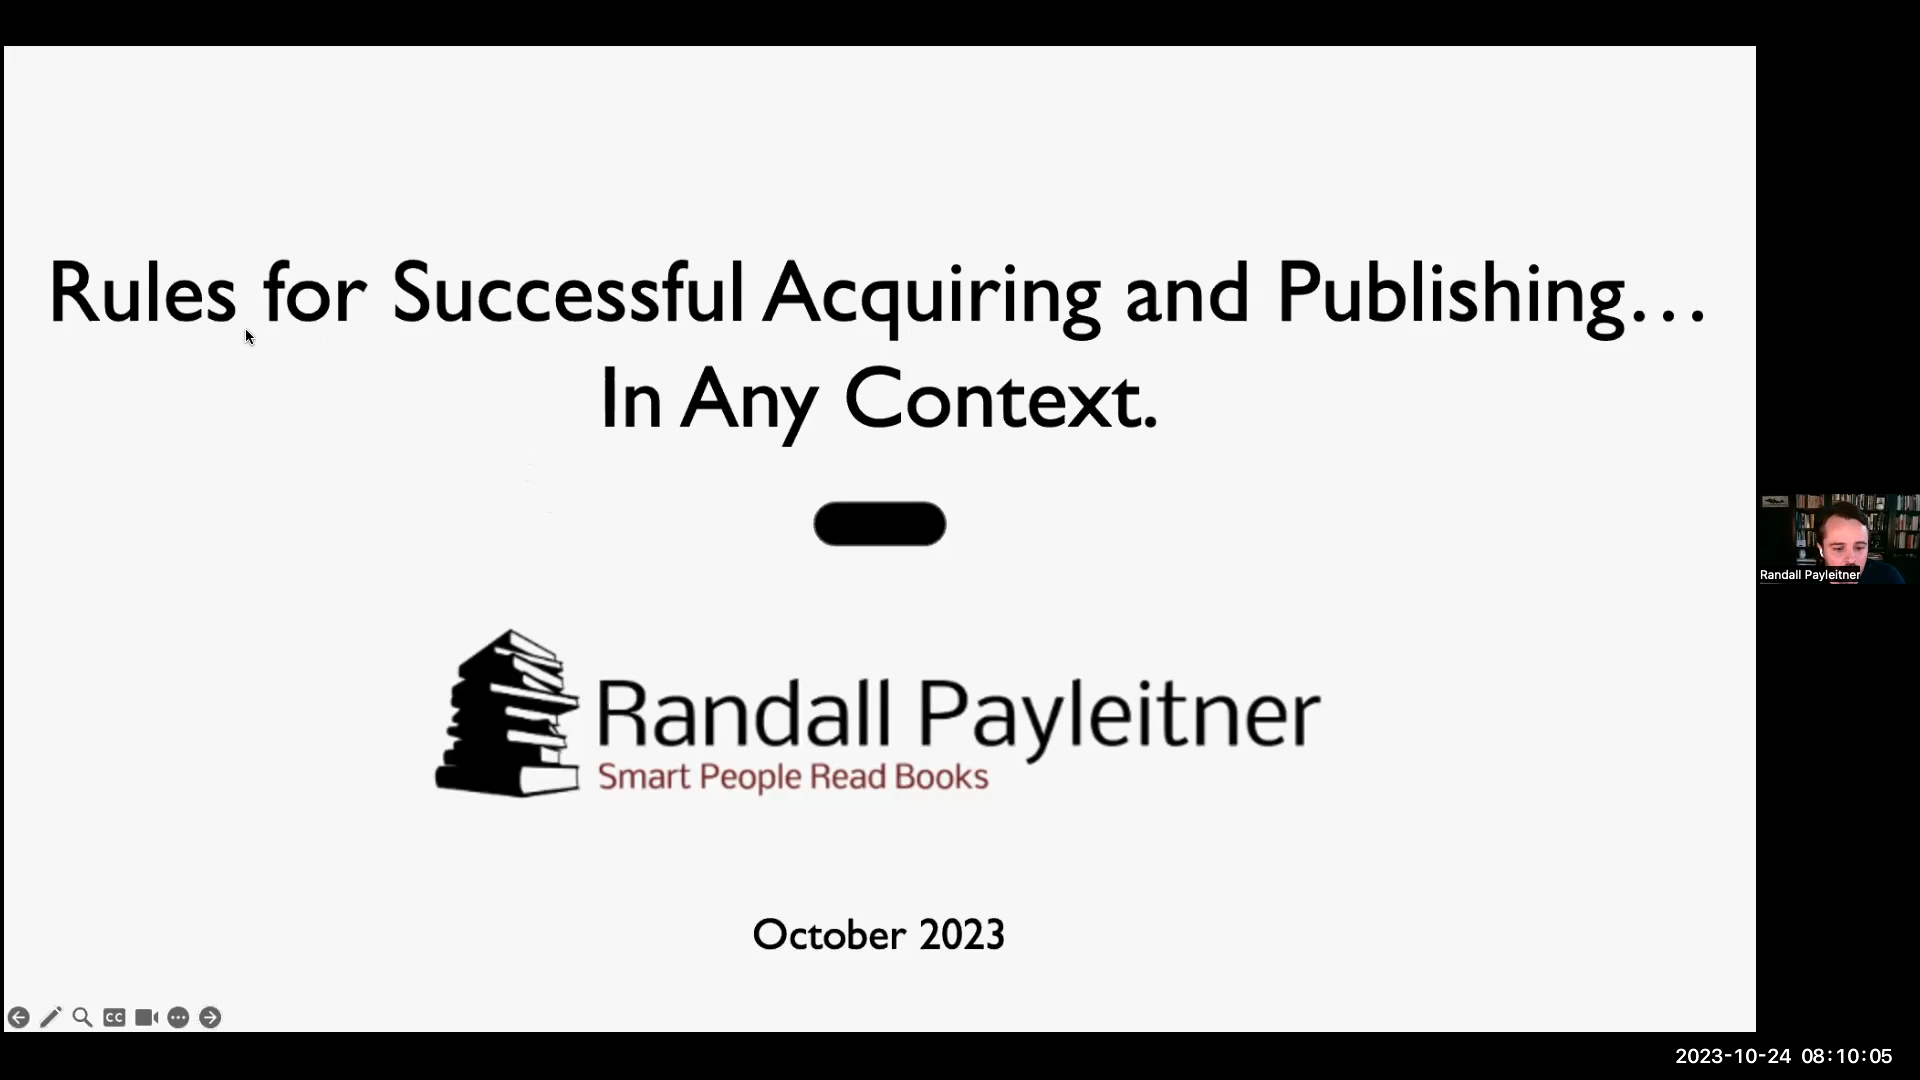 Rules for Successful Acquiring and Publishing…
In Any Context.
Randall Payleitner
Smart People Read Books
October 2023
Randall Payleitner
CC
2023-10-24 08:10:05